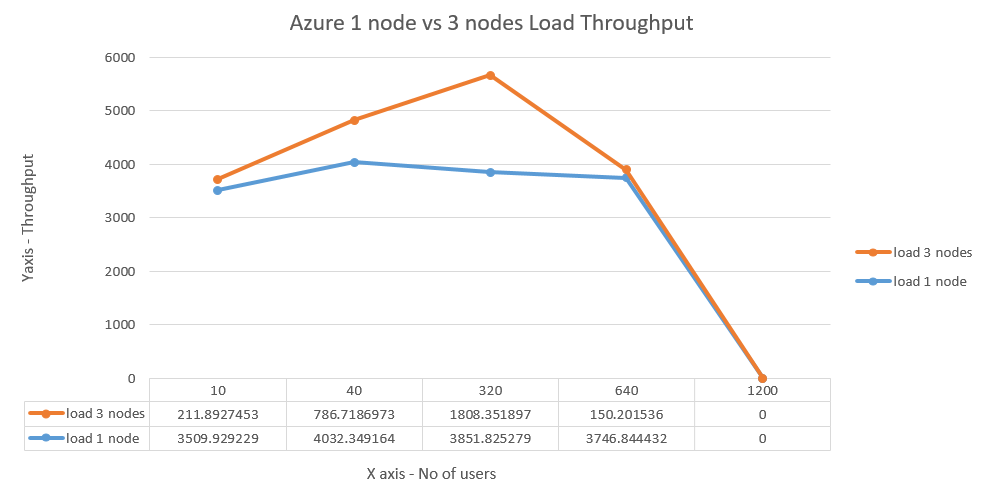 Azure 1 node vs 3 nodes Load Throughput
6000
5000
4000
3000
2000
1000
0
Yaxis - Throughput
load 3 nodes
load 1 node
10 40 320 640 1200
load 3 nodes 211.8927453 786.7186973 1808.351897 150.201536 0
load 1 node 3509.929229 4032.349164 3851.825279 3746.844432 0
X axis - No of users